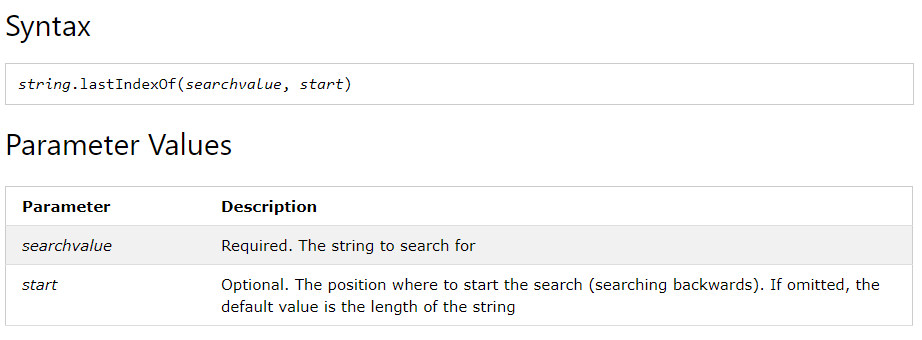 Syntax
string.lastIndexOf(searchvalue, start)
Parameter Values
Parameter Description
searchvalue Required. The string to search for
start Optional. The position where to start the search (searching backwards). If omitted, the
default value is the length of the string